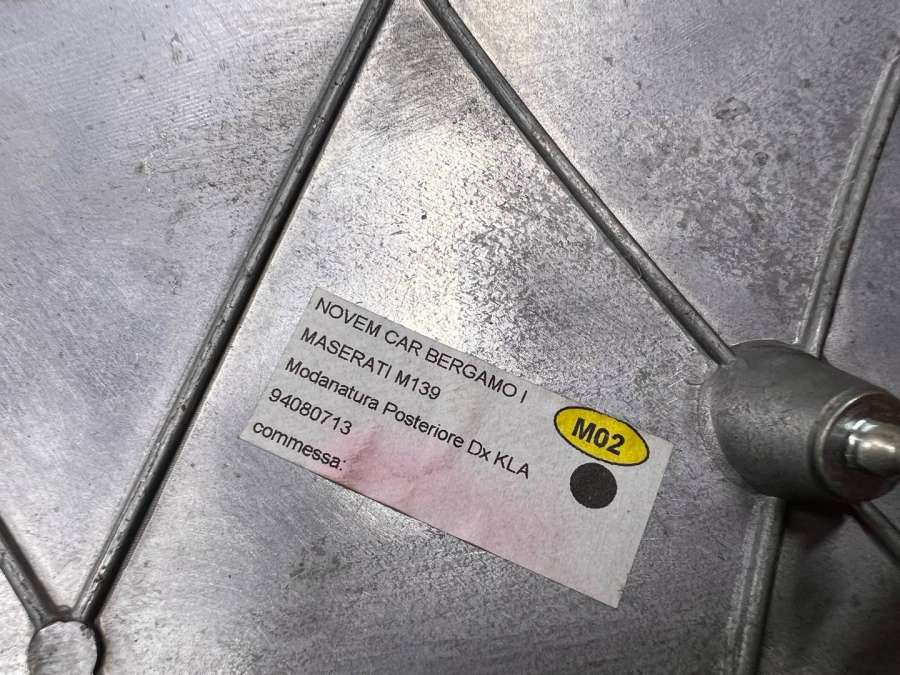 NOVEM CAR BERGAMO I
MASERATI M139
Modanatura Posteriore Dx KLA
94080713
commessa:
M02